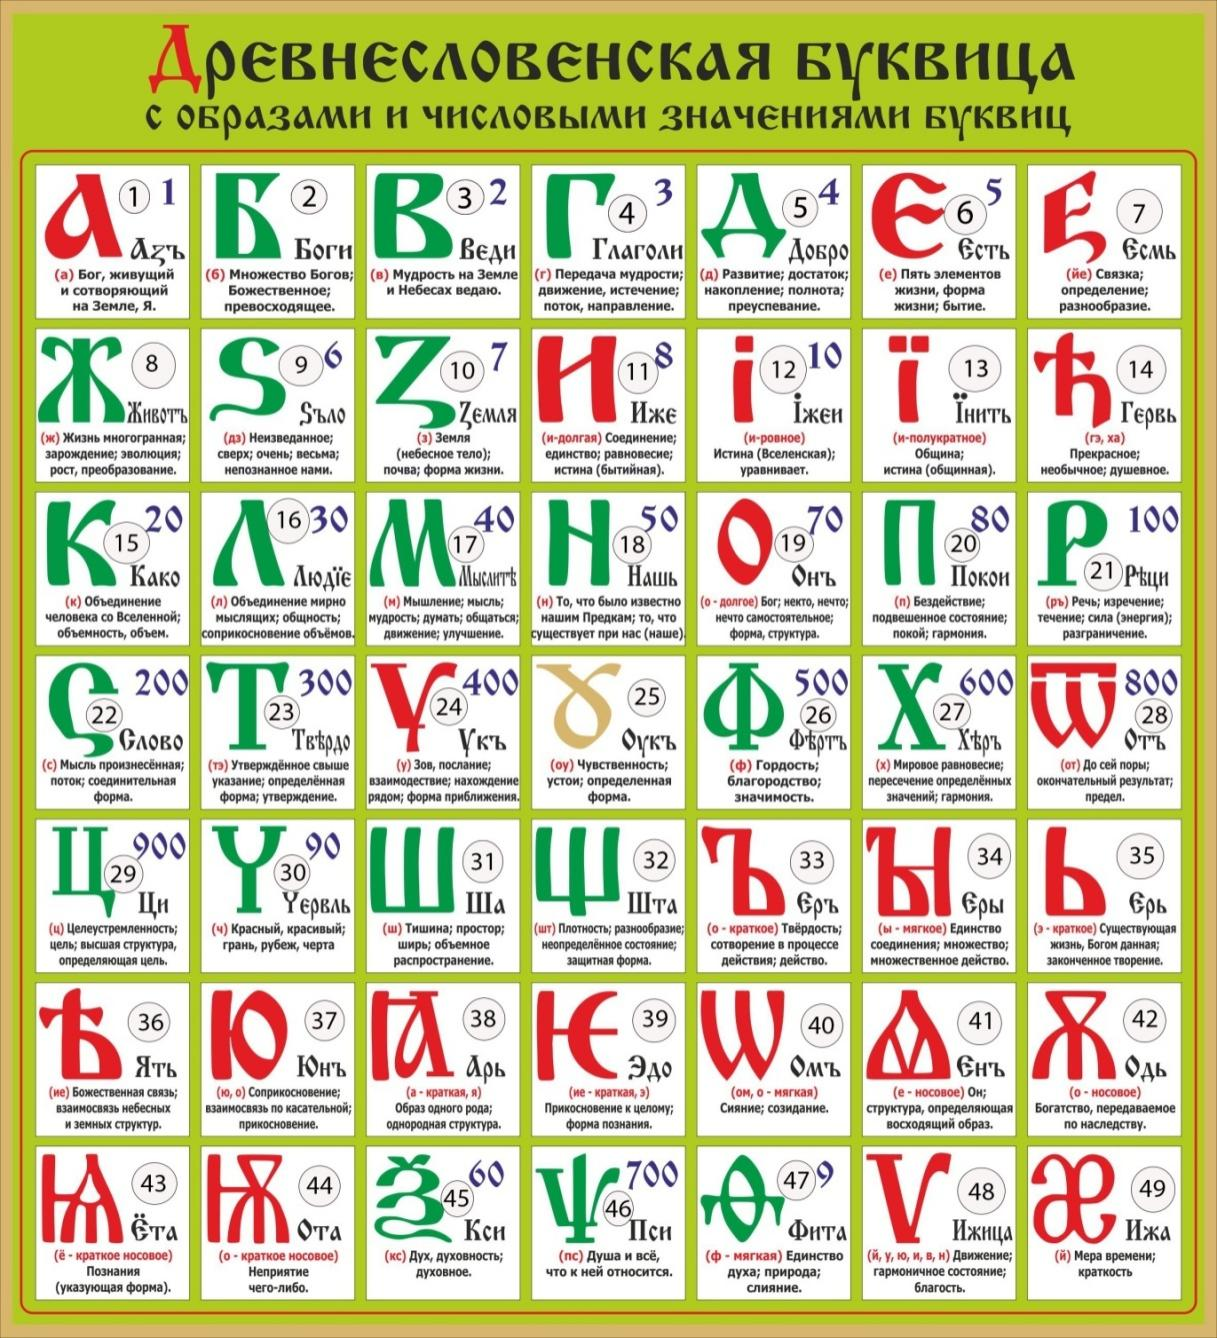 Древнесловенская буквица
с образами и числовыми значениями буквиц
А 1 1
Азъ
(а) Бог, живущий
и сотворяющий
на Земле, Я.
Б 2
Боги
(б) Множество Богов;
Божественное;
превосходящее.
В 3 2
Веди
(в) Мудрость на Земле
и Небесах ведаю.
Г 4 3
Глаголи
(г) Передача мудрости;
движение, истечение;
поток, направление.
Д 5 4
Добро
(д) Развитие; достаток;
накопление; полнота;
преуспевание.
Є 6 5
Єсть
(е) Пять элементов
жизни, форма
жизни; бытие.
Е 7
Есмь
(йе) Связка;
определение;
разнообразие.
Ж 8
Животъ
(ж) Жизнь многогранная;
зарождение; эволюция;
рост, преобразование.
Ѕ 9 6
Ѕъло
(дз) Неизведанное;
сверх; очень; весьма;
непознанное нами.
Ꙁ 10 7
Ꙁемля
(з) Земля
(небесное тело);
почва; форма жизни.
И 11 8
Иже
(и-долгая) Соединение;
единство; равновесие;
истина (бытийная).
і 12 10
Їжеи
(и-ровное)
Истина (Вселенская);
уравнивает.
ї 13
Їнить
(и-полукратное)
Община;
истина (общинная).
Ћ 14
Гервь
(гэ, ха)
Прекрасное;
необычное; душевное.
К 15 20
Како
(к) Объединение
человека со Вселенной;
объемность, объем.
Л 16 30
Людїе
(л) Объединение мирно
мыслящих; общность;
соприкосновение объёмов.
М 17 40
Мыслитѣ
(м) Мышление; мысль;
мудрость; думать; общаться;
движение; улучшение.
Н 18 50
Нашь
(н) То, что было известно
нашим Предкам; то, что
существует при нас (наше).
О 19 70
Онъ
(о - долгое) Бог; некто, нечто;
нечто самостоятельное;
форма, структура.
П 20 80
Покои
(п) Бездействие;
подвешенное состояние;
покой; гармония.
Р 21 100
Рѣци
(ръ) Речь; изречение;
течение; сила (энергия);
разграничение.
С 22 200
Слово
(с) Мысль произнесённая;
поток; соединительная
форма.
Т 23 300
Твѣрдо
(тэ) Утверждённое свыше
указание; определённая
форма; утверждение.
Ѵ 24 400
Укъ
(у) Зов, послание;
взаимодествие; нахождение
рядом; форма приближения.
Ꙋ 25
Оукъ
(оу) Чувственность;
устои; определенная
форма.
Ф 26 500
Фѣртъ
(ф) Гордость;
благородство;
значимость.
Х 27 600
Хѣръ
(х) Мировое равновесие;
пересечение определённых
значений; гармония.
Ѿ 28 800
Отъ
(от) До сей поры;
окончательный результат;
предел.
Ц 29 900
Ци
(ц) Целеустремленность;
цель; высшая структура,
определяющая цель.
Ч 30 90
Червль
(ч) Красный, красивый;
грань, рубеж, черта
Ш 31
Ша
(ш) Тишина; простор;
ширь; объемное
распространение.
Щ 32
Шта
(шт) Плотность; разнообразие;
неопределённое состояние;
защитная форма.
Ъ 33
Єръ
(о - краткое) Твёрдость;
сотворение в процессе
действия; действо.
Ꙑ 34
Єры
(ы - мягкое) Единство
соединения; множество;
множественное действо.
Ь 35
Єрь
(э - краткое) Существующая
жизнь, Богом данная;
законченное творение.
Ѣ 36
Ять
(ие) Божественная связь;
взаимосвязь небесных
и земных структур.
Ю 37
Юнъ
(ю, о) Соприкосновение;
взаимосвязь по касательной;
прикосновение.
Ꙗ 38
Арь
(а - краткая, я)
Образ одного рода;
однородная структура.
Ѥ 39
Эдо
(ие - краткая, э)
Прикосновение к целому;
форма познания.
Ѡ 40
Омъ
(ом, о - мягкая)
Сияние; созидание.
Ѧ 41
Єнъ
(е - носовое) Он;
структура, определяющая
восходящий образ.
Ѫ 42
Одь
(о - носовое)
Богатство, передаваемое
по наследству.
Ѩ 43
Ёта
(ё - краткое носовое)
Познания
(указующая форма).
Ѭ 44
Ота
(о - краткое носовое)
Неприятие
чего-либо.
Ѯ 45 60
Кси
(кс) Дух, духовность;
духовное.
Ѱ 46 700
Пси
(пс) Душа и всё,
что к ней относится.
Ѳ 47 9
Фита
(ф - мягкая) Единство
духа; природа;
слияние.
Ѵ 48
Ижица
(й, у, ю, и, в, н) Движение;
гармоничное состояние;
благость.
Æ 49
Ижа
(й) Мера времени;
краткость